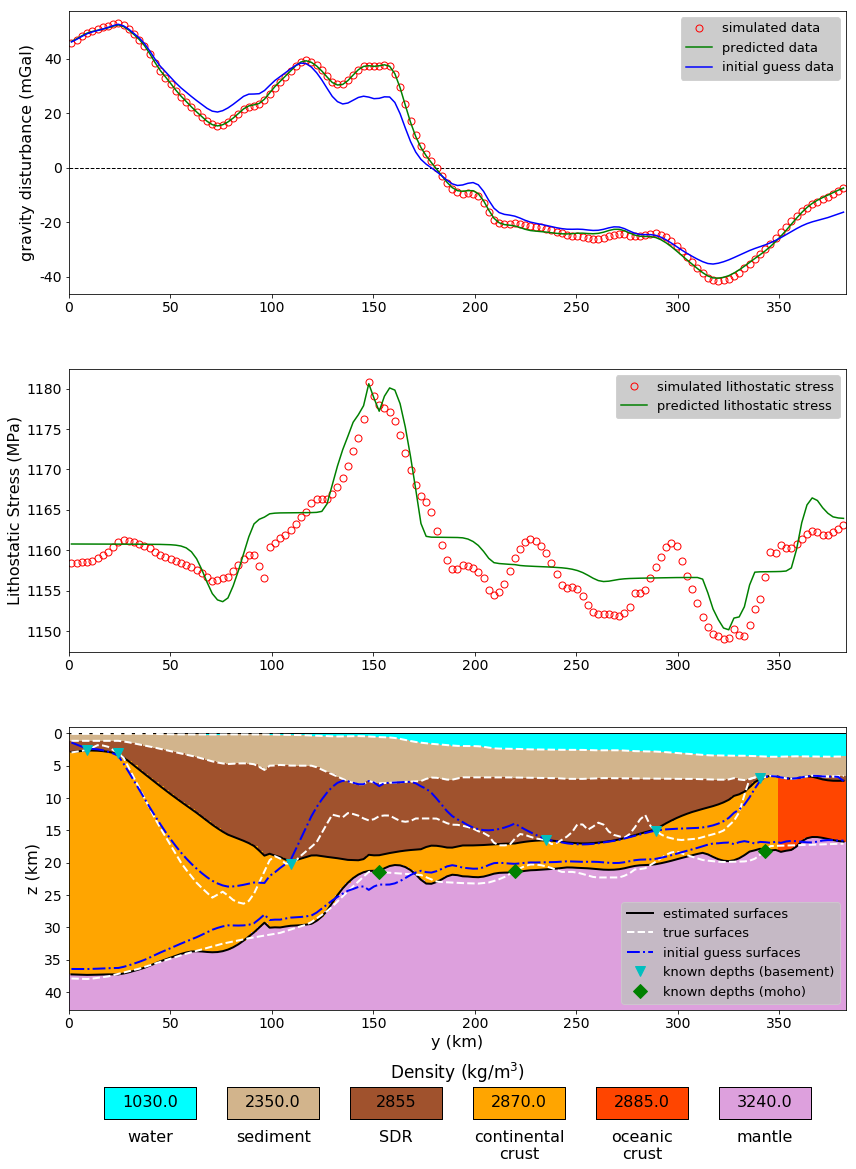 gravity disturbance (mGal)
40
20
0
-20
-40
simulated data
predicted data
initial guess data
0 50 100 150 200 250 300 350
Lithostatic Stress (MPa)
1180
1175
1170
1165
1160
1155
1150
simulated lithostatic stress
predicted lithostatic stress
0 50 100 150 200 250 300 350
z (km)
0
5
10
15
20
25
30
35
40
estimated surfaces
true surfaces
initial guess surfaces
known depths (basement)
known depths (moho)
0 50 100 150 200 250 300 350
y (km)
Density (kg/m³)
1030.0 2350.0 2855 2870.0 2885.0 3240.0
water sediment SDR continental oceanic mantle
crust crust